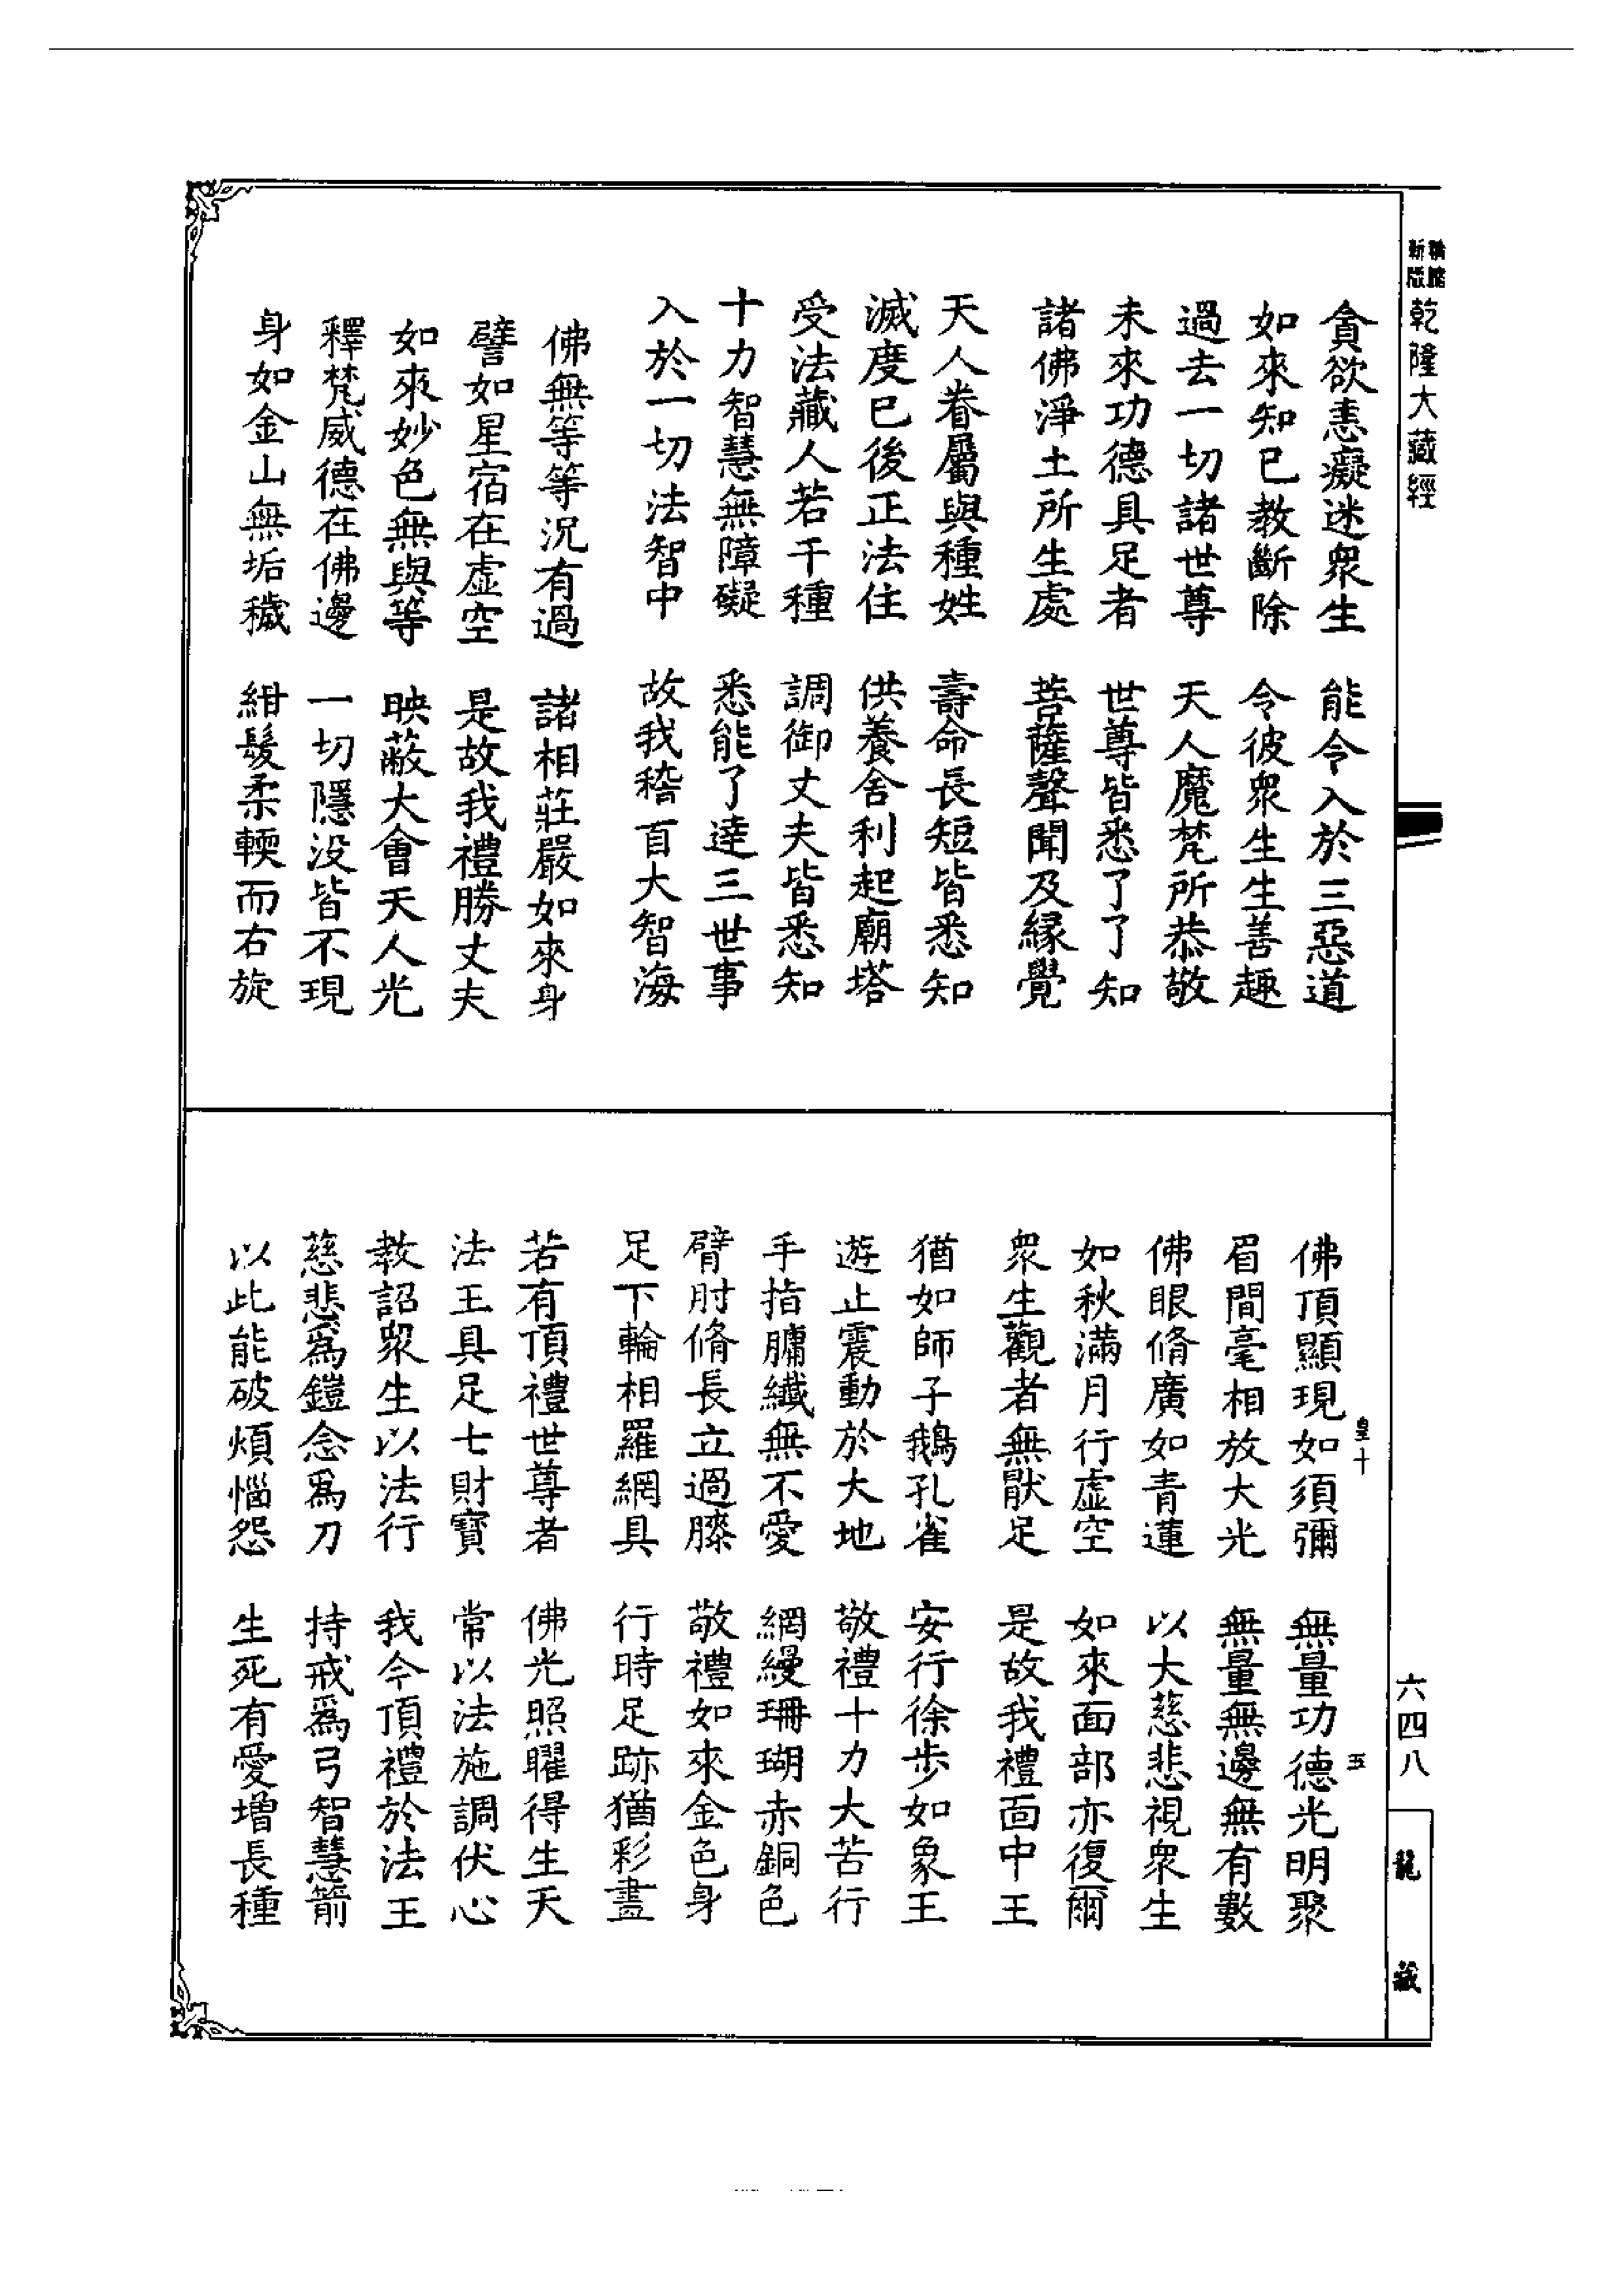 乾隆大藏經
貪欲恚癡迷眾生　能令入於三惡道
如來知已教斷除　令彼眾生生善趣
過去一切諸世尊　天人魔梵所恭敬
未來功德具足者　世尊皆悉了了知
諸佛淨土所生處　菩薩聲聞及緣覺
天人眷屬與種姓　壽命長短皆悉知
滅度已後正法住　供養舍利起廟塔
受法藏人若干種　調御丈夫皆悉知
十力智慧無障礙　悉能了達三世事
入於一切法智中　故我稽首大智海
佛無等等況有過　諸相莊嚴如來身
譬如星宿在虛空　是故我禮勝丈夫
如來妙色無與等　映蔽大會天人光
釋梵威德在佛邊　一切隱没皆不現
身如金山無垢穢　紺髮柔輭而右旋
佛頂顯現如須彌　無量功德光明聚
皇十
五
眉間毫相放大光　無量無邊無有數
佛眼脩廣如青蓮　以大慈悲視眾生
如秋滿月行虛空　如來面部亦復爾
眾生觀者無猒足　是故我禮面中王
猶如師子鵝孔雀　安行徐步如象王
遊止震動於大地　敬禮十力大苦行
手指𦟛纖無不愛　網縵珊瑚赤銅色
臂肘脩長立過膝　敬禮如來金色身
足下輪相羅網具　行時足跡猶彩畫
若有頂禮世尊者　佛光照曜得生天
法王具足七財寶　常以法施調伏心
教詔眾生以法行　我今頂禮於法王
慈悲爲鎧念爲刀　持戒爲弓智慧箭
以此能破煩惱怨　生死有愛增長種
六四八
龍藏